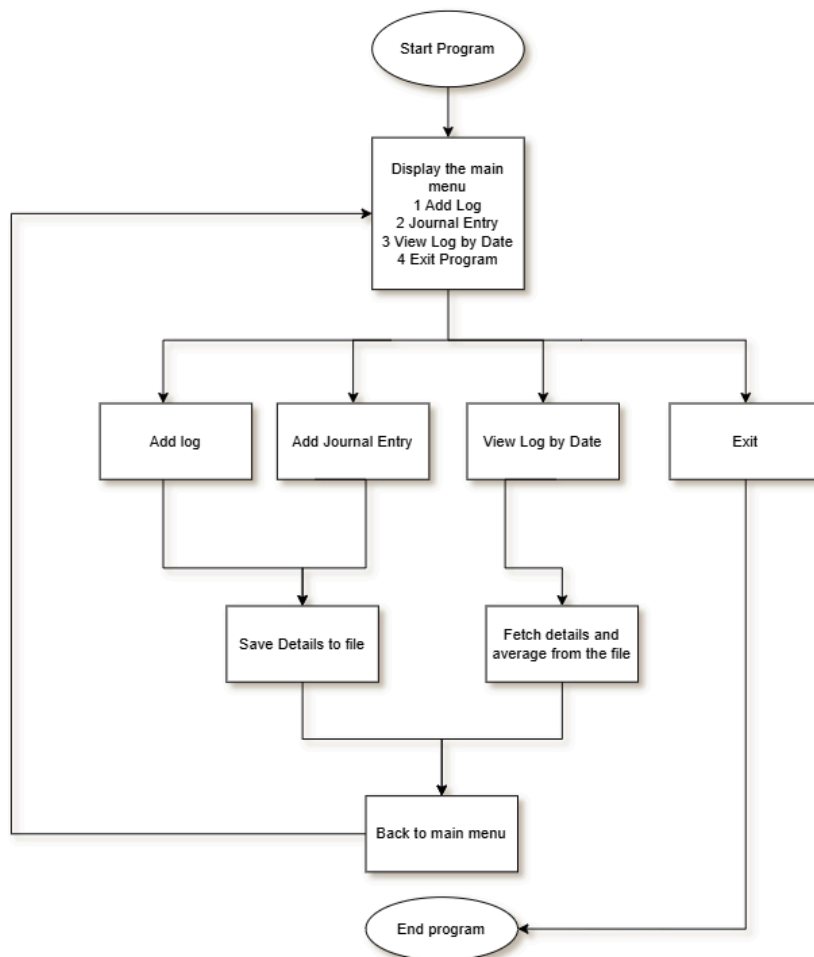 Start Program
Display the main
menu
1 Add Log
2 Journal Entry
3 View Log by Date
4 Exit Program
Add log
Add Journal Entry
View Log by Date
Exit
Save Details to file
Fetch details and
average from the file
Back to main menu
End program